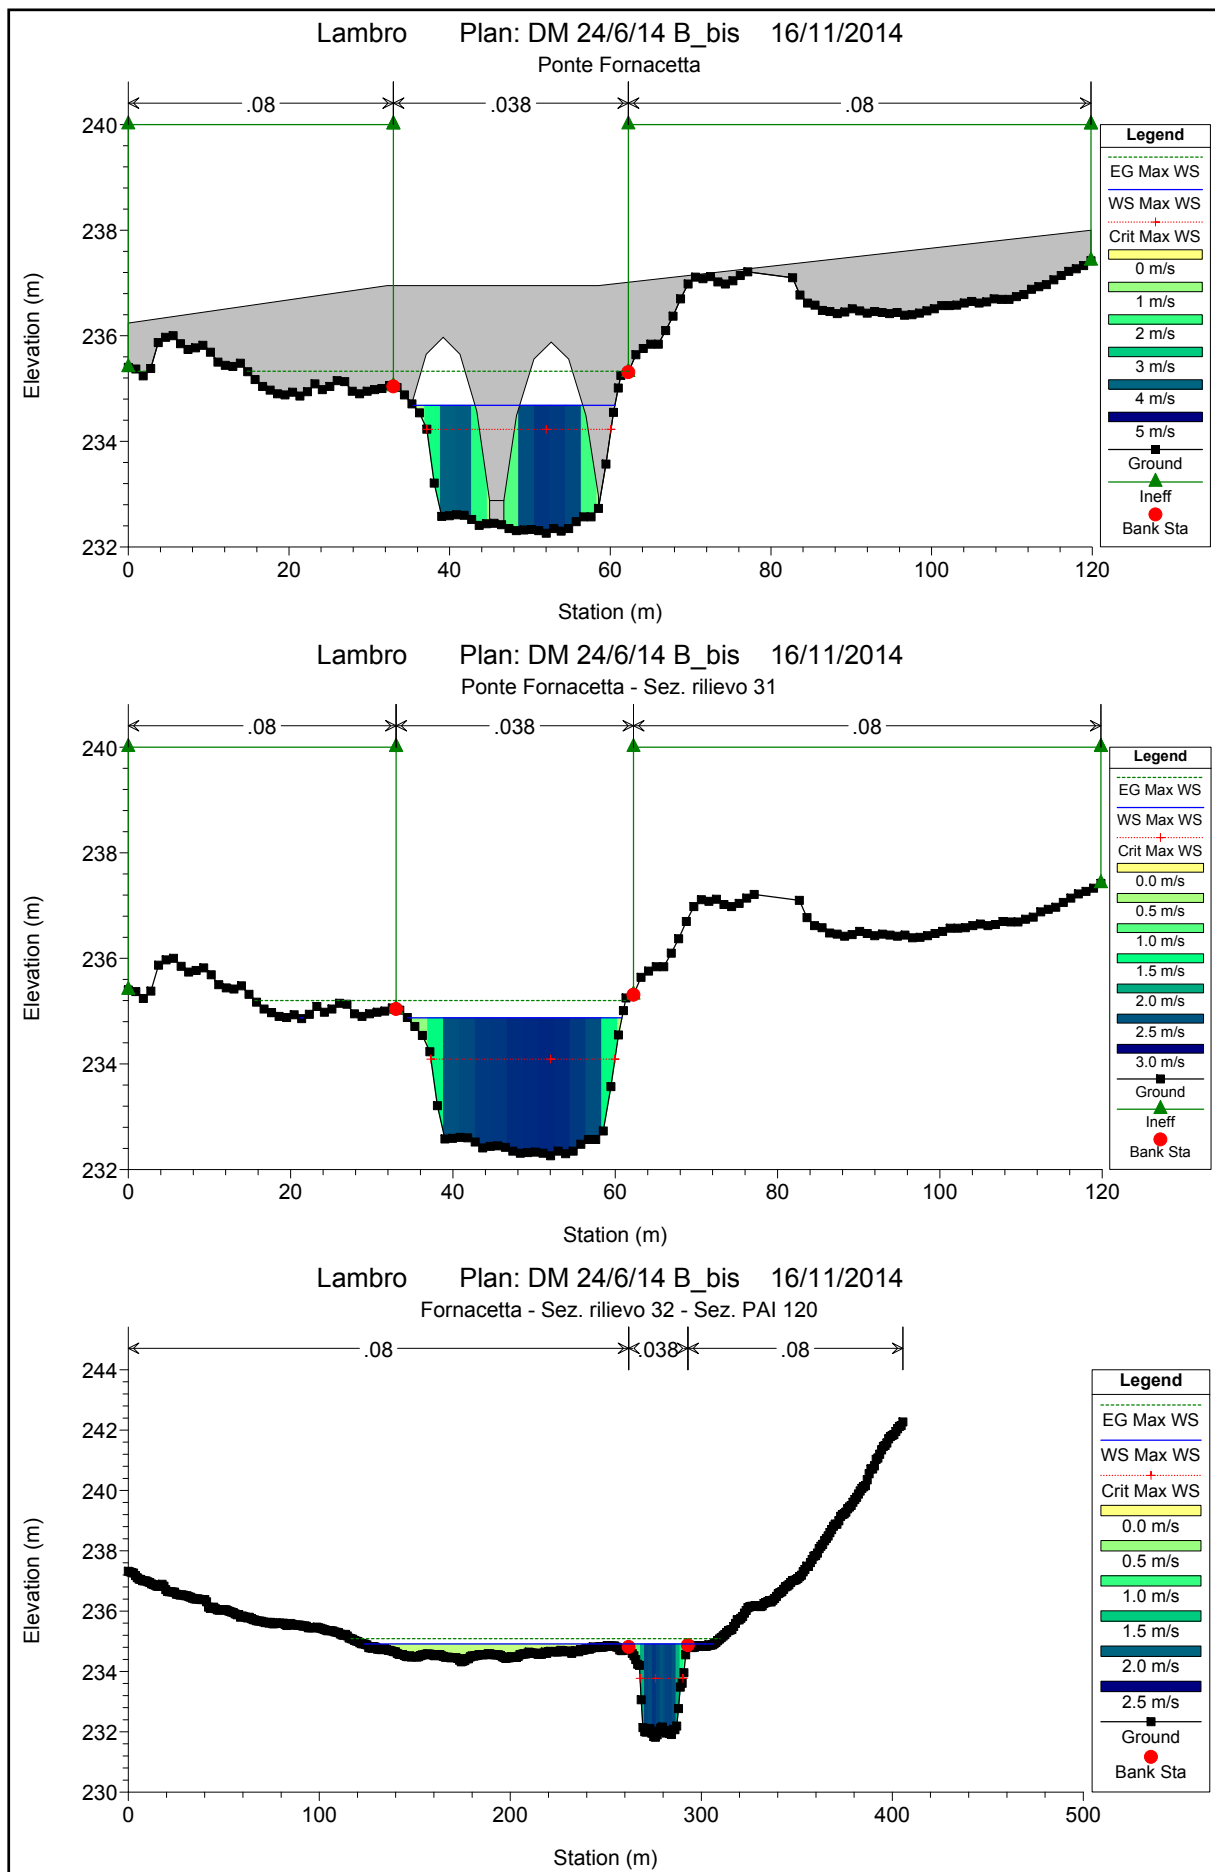 Lambro Plan: DM 24/6/14 B_bis 16/11/2014
Ponte Fornacetta
.08 .038 .08
240
238
236
234
232
Elevation (m)
0 20 40 60 80 100 120
Station (m)
Legend
EG Max WS
WS Max WS
Crit Max WS
0 m/s
1 m/s
2 m/s
3 m/s
4 m/s
5 m/s
Ground
Ineff
Bank Sta
Lambro Plan: DM 24/6/14 B_bis 16/11/2014
Ponte Fornacetta - Sez. rilievo 31
.08 .038 .08
240
238
236
234
232
Elevation (m)
0 20 40 60 80 100 120
Station (m)
Legend
EG Max WS
WS Max WS
Crit Max WS
0.0 m/s
0.5 m/s
1.0 m/s
1.5 m/s
2.0 m/s
2.5 m/s
3.0 m/s
Ground
Ineff
Bank Sta
Lambro Plan: DM 24/6/14 B_bis 16/11/2014
Fornacetta - Sez. rilievo 32 - Sez. PAI 120
.08 .038 .08
244
242
240
238
236
234
232
230
Elevation (m)
0 100 200 300 400 500
Station (m)
Legend
EG Max WS
WS Max WS
Crit Max WS
0.0 m/s
0.5 m/s
1.0 m/s
1.5 m/s
2.0 m/s
2.5 m/s
Ground
Bank Sta